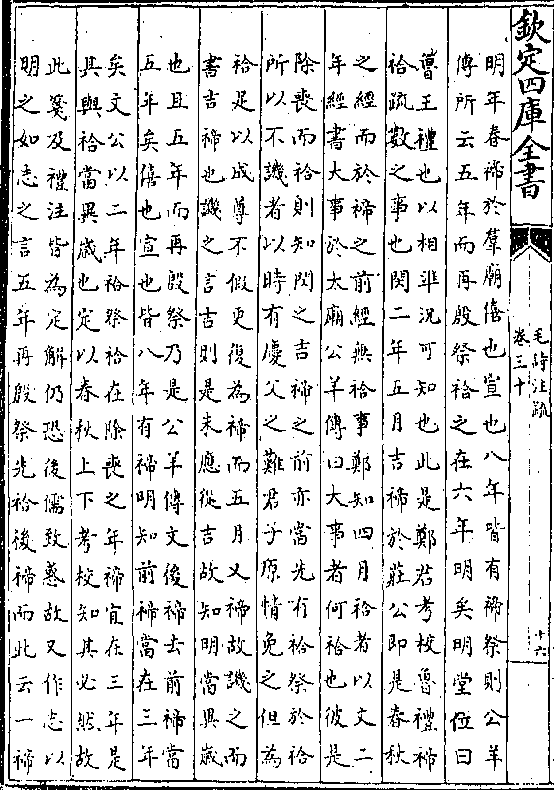 欽定四庫全書
毛詩注疏
卷三十
十六
明年春禘於羣廟僖也宣也八年皆有禘祭則公羊
傳所云五年而再殷祭祫之在六年明矣明堂位曰
魯王禮也以相準況可知也此是鄭君考校魯禮禘
祫疏數之事也閔二年五月吉禘於莊公即是春秋
之經而於禘之前經無祫事鄭知四月祫者以文二
年經書大事於太廟公羊傳曰大事者何祫也彼是
除喪而祫則知閔之吉禘之前亦當先有祫祭於祫
所以不譏者以時有慶父之難君子原情免之但為
祫是以成尊不假更復為禘而五月又禘故譏之而
書吉禘也譏之言吉則是未應從吉故知明當異歲
也且五年而再殷祭乃是公羊傳文後禘去前禘當
五年矣僖也宣也皆八年有禘明知前禘當在三年
矣文公以二年祫祭祫在除喪之年禘宜在三年是
其與祫當異歲也定以春秋上下考校知其必然故
此箋及禮注皆為定解仍恐後儒致惑故又作志以
明之如志之言五年再殷祭先祫後禘而此云一禘